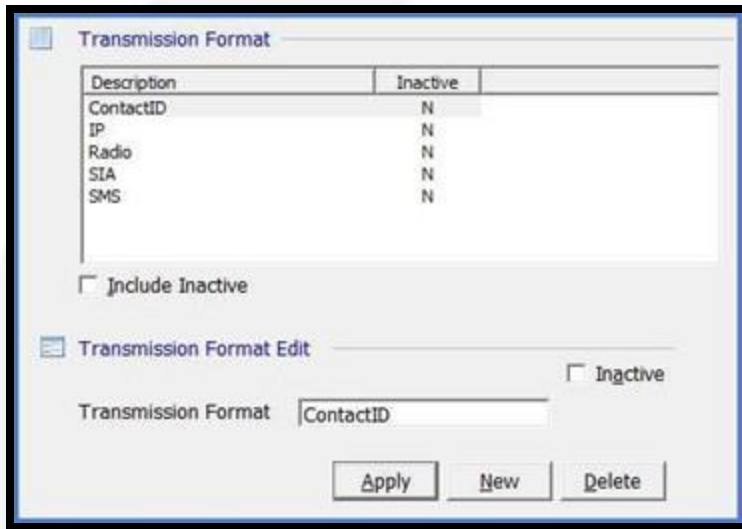 Transmission Format
Description Inactive
ContactID N
IP N
Radio N
SIA N
SMS N
Include Inactive
Transmission Format Edit
Inactive
Transmission Format ContactID
Apply New Delete